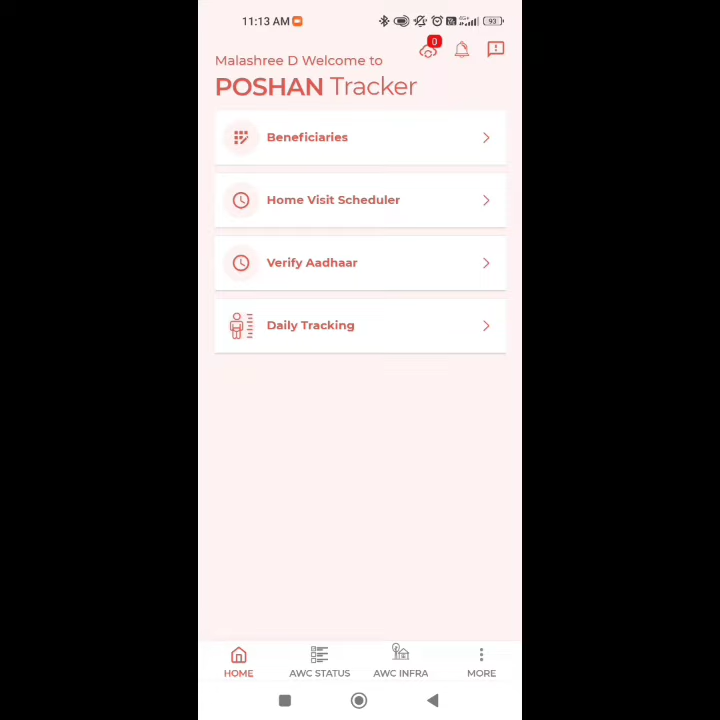 11:13 AM
93
0
Malashree D Welcome to
POSHAN Tracker
Beneficiaries
Home Visit Scheduler
Verify Aadhaar
Daily Tracking
HOME
AWC STATUS
AWC INFRA
MORE